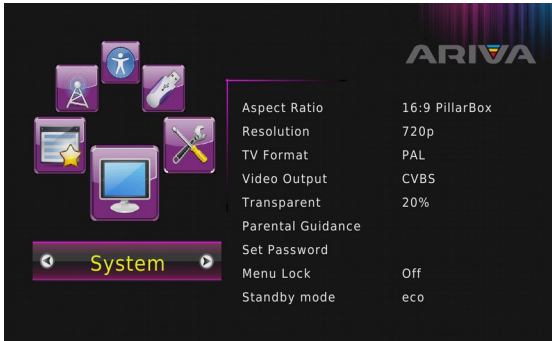 ARIVA
Aspect Ratio 16:9 PillarBox
Resolution 720p
TV Format PAL
Video Output CVBS
Transparent 20%
Parental Guidance
Set Password
System
Menu Lock Off
Standby mode eco